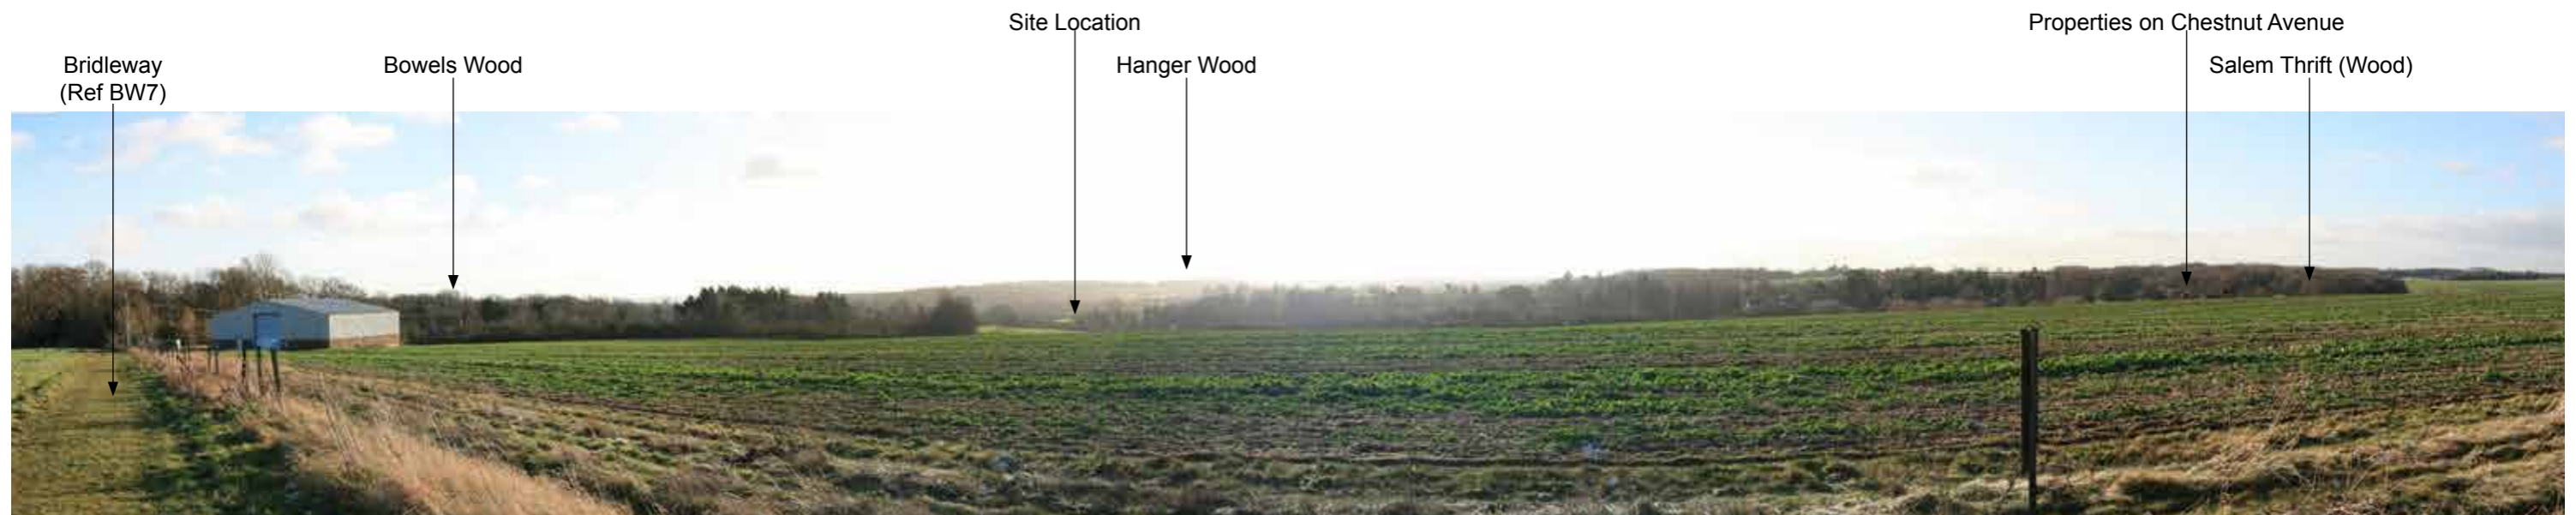 Site Location
Properties on Chestnut Avenue
Bridleway
(Ref BW7)
Bowels Wood
Hanger Wood
Salem Thrift (Wood)